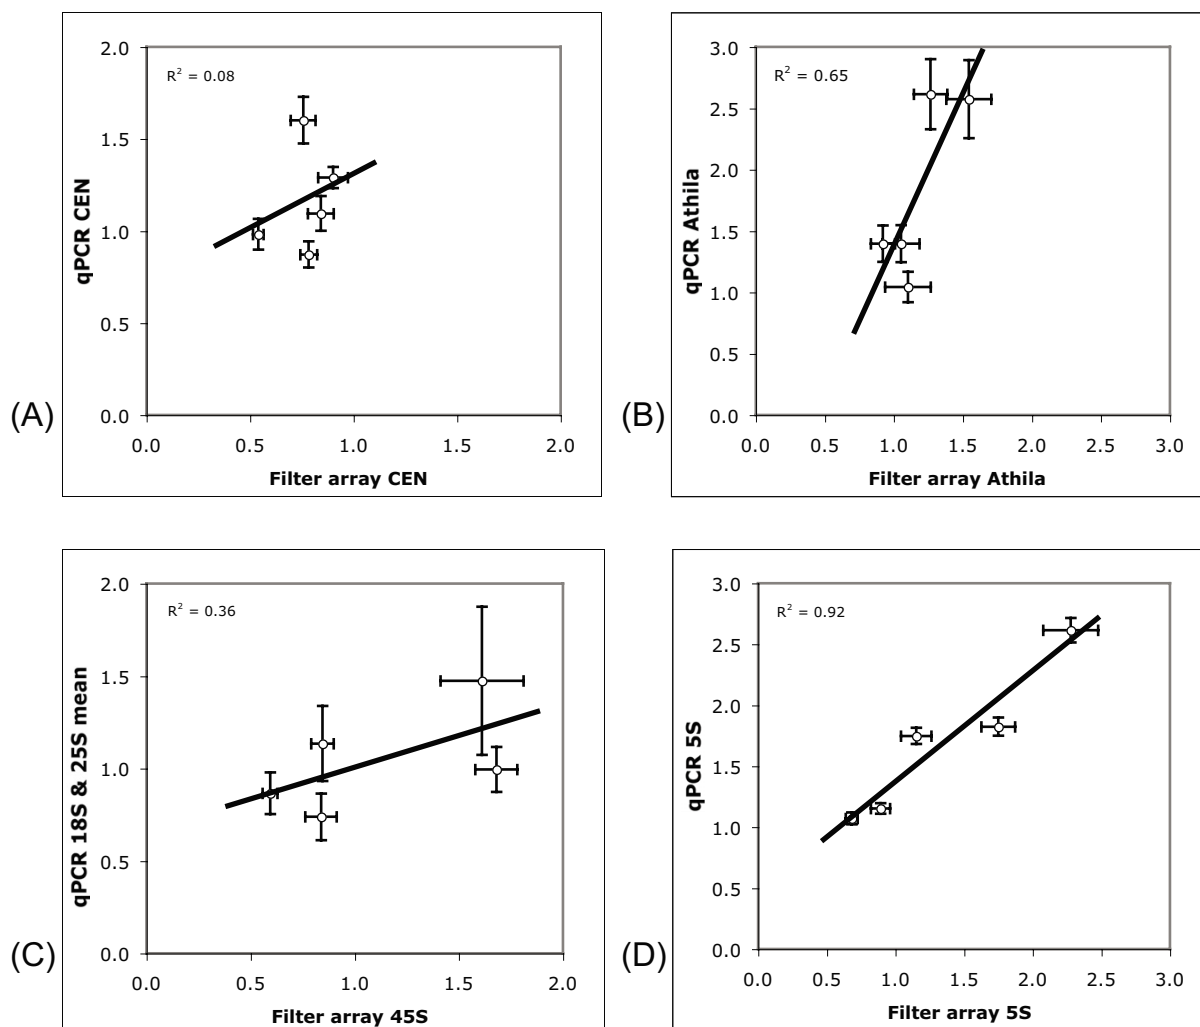 2.0
R² = 0.08
1.5
qPCR CEN
1.0
0.5
(A)
0.0
0.0 0.5 1.0 1.5 2.0
Filter array CEN
3.0
R² = 0.65
2.5
2.0
qPCR Athila
1.5
1.0
0.5
(B)
0.0
0.0 0.5 1.0 1.5 2.0 2.5 3.0
Filter array Athila
2.0
R² = 0.36
1.5
qPCR 18S & 25S mean
1.0
0.5
(C)
0.0
0.0 0.5 1.0 1.5 2.0
Filter array 45S
3.0
R² = 0.92
2.5
2.0
qPCR 5S
1.5
1.0
0.5
(D)
0.0
0.0 0.5 1.0 1.5 2.0 2.5 3.0
Filter array 5S